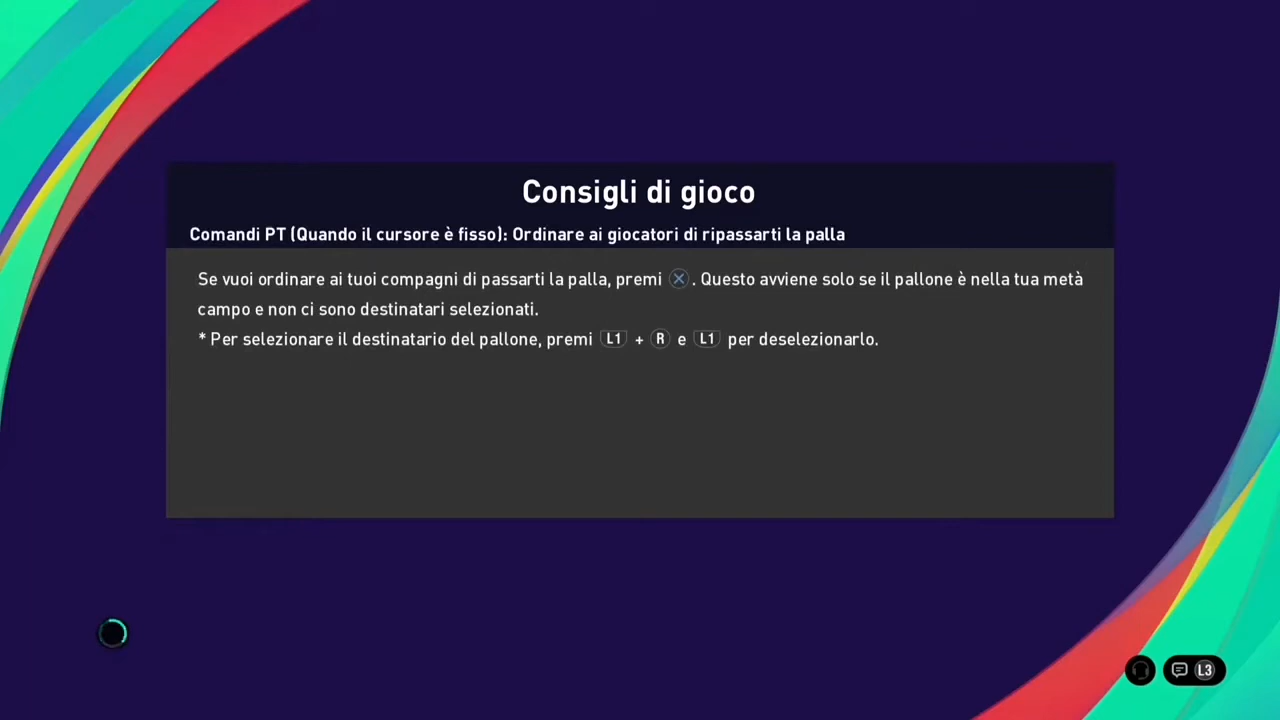 Consigli di gioco
Comandi PT (Quando il cursore è fisso): Ordinare ai giocatori di ripassarti la palla
Se vuoi ordinare ai tuoi compagni di passarti la palla, premi ⓧ. Questo avviene solo se il pallone è nella tua metà
campo e non ci sono destinatari selezionati.
* Per selezionare il destinatario del pallone, premi L1 + R e L1 per deselezionarlo.
L3